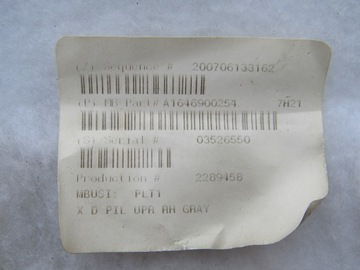 (Z) Sequence # 200706133162
(P) MB Part# A1646900254 7H21
(S) Serial # 03526550
Production # 2289458
MBUSI: PLT1
X D PIL UPR RH GRAY